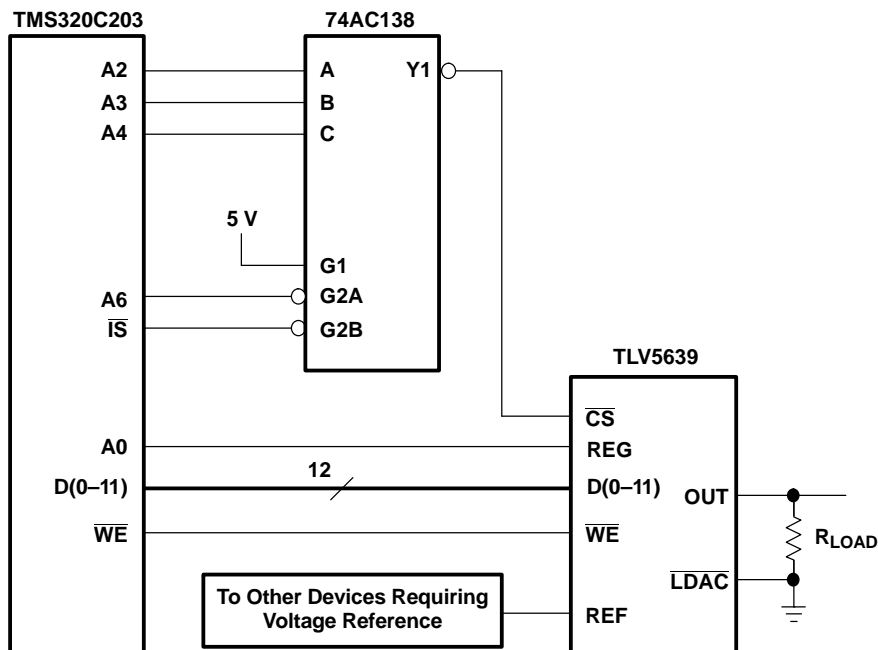 TMS320C203
74AC138
A2
A
Y1
A3
B
A4
C
5 V
G1
A6
G2A
IS
G2B
TLV5639
CS
A0
REG
12
D(0–11)
D(0–11)
OUT
WE
WE
RLOAD
LDAC
To Other Devices Requiring
Voltage Reference
REF